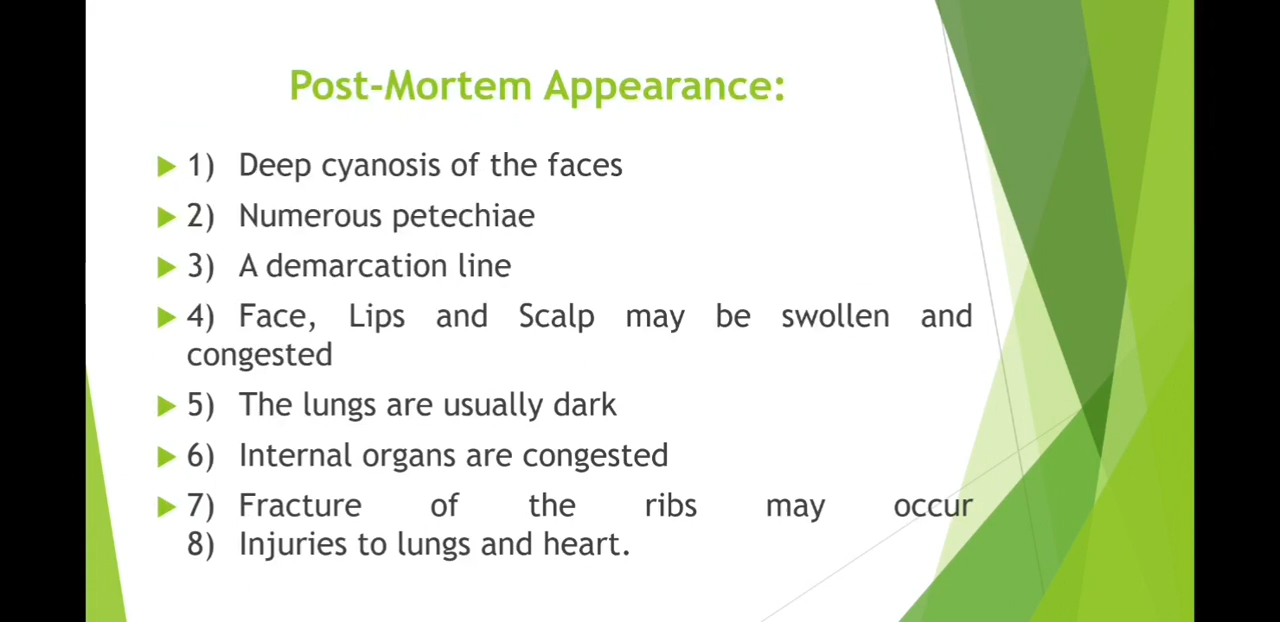 Post-Mortem Appearance:
1) Deep cyanosis of the faces
2) Numerous petechiae
3) A demarcation line
4) Face, Lips and Scalp may be swollen and
congested
5) The lungs are usually dark
6) Internal organs are congested
7) Fracture of the ribs may occur
8) Injuries to lungs and heart.